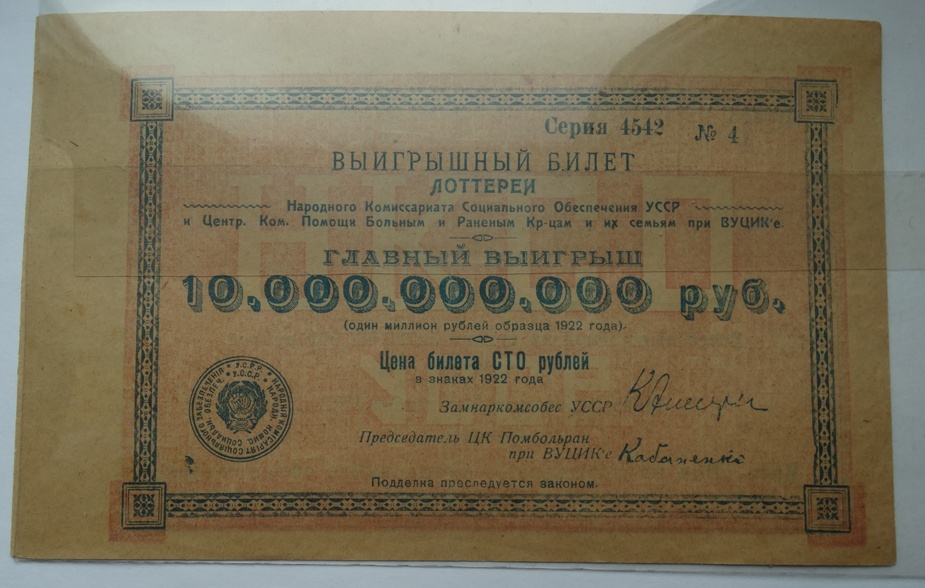 Серия 4542 № 4
ВЫИГРЫШНЫЙ БИЛЕТ
ЛОТТЕРЕИ
Народного Комиссариата Социального Обеспечения УССР
и Центр. Ком. Помощи Больным и Раненым Кр-цам и их семьям при ВУЦИК'е
ГЛАВНЫЙ ВЫИГРЫШ
10.000.000.000 руб.
(один миллион рублей образца 1922 года).
Цена билета СТО рублей
в знаках 1922 года
Замнаркомсобес УССР
Председатель ЦК Помбольран
при ВУЦИК'е Кабаненко
Подделка преследуется законом.